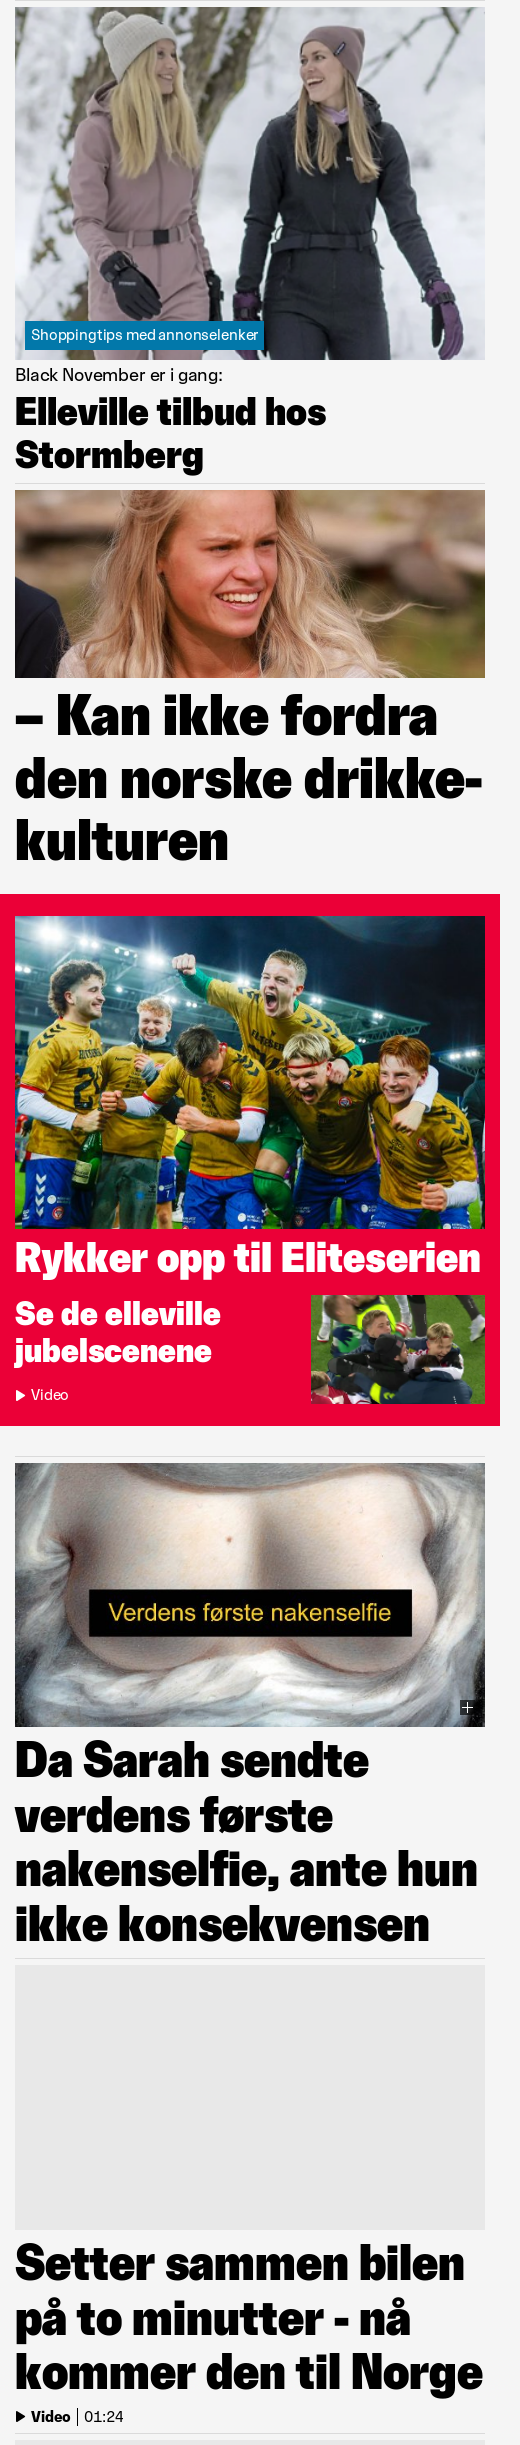 Shoppingtips med annonselenker
Black November er i gang:
Elleville tilbud hos
Stormberg
– Kan ikke fordra
den norske drikke-
kulturen
Rykker opp til Eliteserien
Se de elleville
jubelscenene
Video
Verdens første nakenselfie
Da Sarah sendte
verdens første
nakenselfie, ante hun
ikke konsekvensen
Setter sammen bilen
på to minutter - nå
kommer den til Norge
Video | 01:24